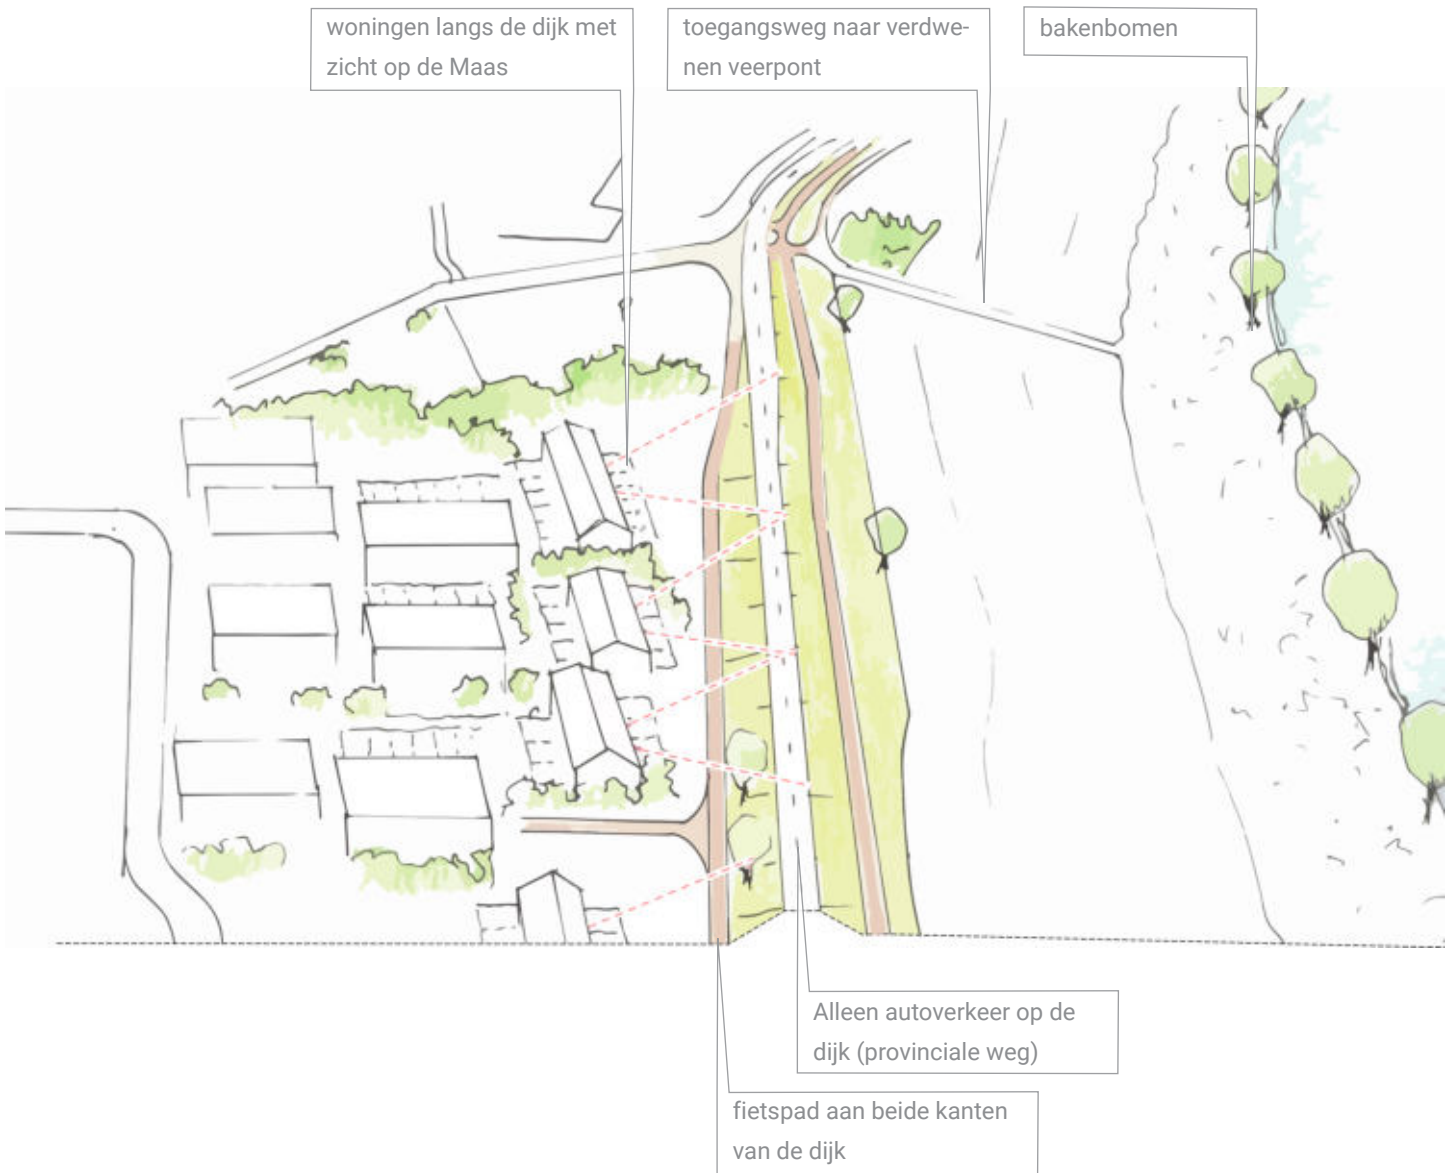 woningen langs de dijk met
zicht op de Maas
toegangsweg naar verdwe-
nen veerpont
bakenbomen
Alleen autoverkeer op de
dijk (provinciale weg)
fietspad aan beide kanten
van de dijk